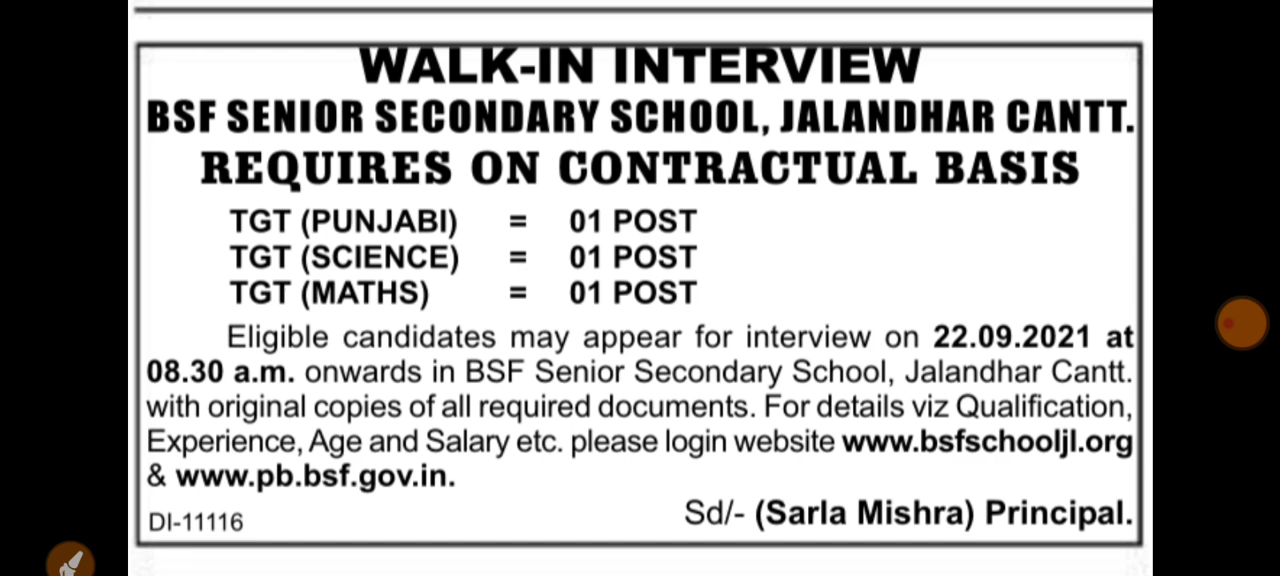 WALK-IN INTERVIEW
BSF SENIOR SECONDARY SCHOOL, JALANDHAR CANTT.
REQUIRES ON CONTRACTUAL BASIS
TGT (PUNJABI) = 01 POST
TGT (SCIENCE) = 01 POST
TGT (MATHS) = 01 POST
Eligible candidates may appear for interview on 22.09.2021 at
08.30 a.m. onwards in BSF Senior Secondary School, Jalandhar Cantt.
with original copies of all required documents. For details viz Qualification,
Experience, Age and Salary etc. please login website www.bsfschooljl.org
& www.pb.bsf.gov.in.
Sd/- (Sarla Mishra) Principal.
DI-11116